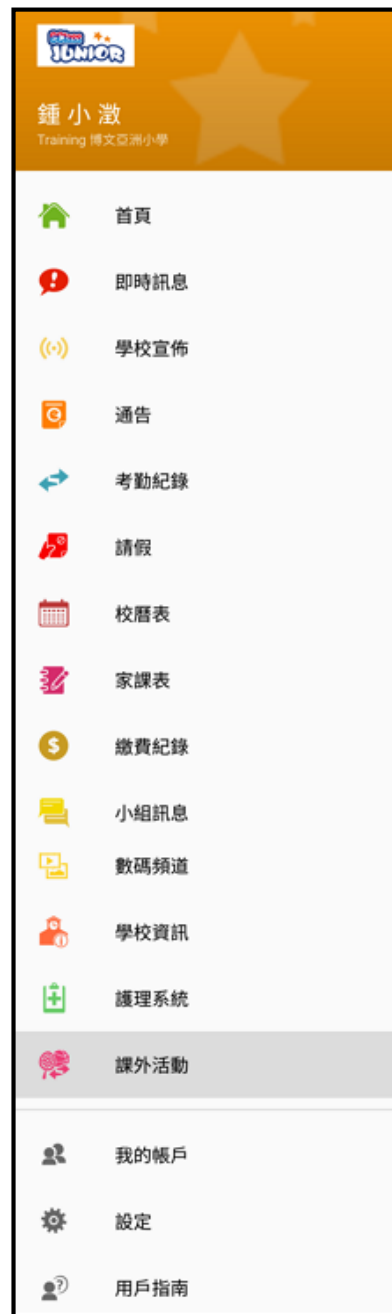 JUNIOR
鍾小澂
Training 博文亞洲小學
首頁
即時訊息
學校宣佈
通告
考勤紀錄
請假
校曆表
家課表
繳費紀錄
小組訊息
數碼頻道
學校資訊
護理系統
課外活動
我的帳戶
設定
用戶指南